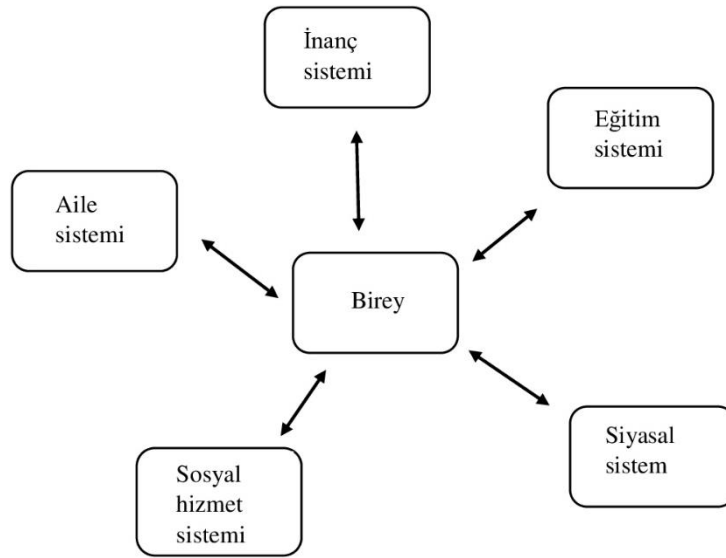 İnanç
sistemi
Eğitim
sistemi
Aile
sistemi
Birey
Siyasal
sistem
Sosyal
hizmet
sistemi